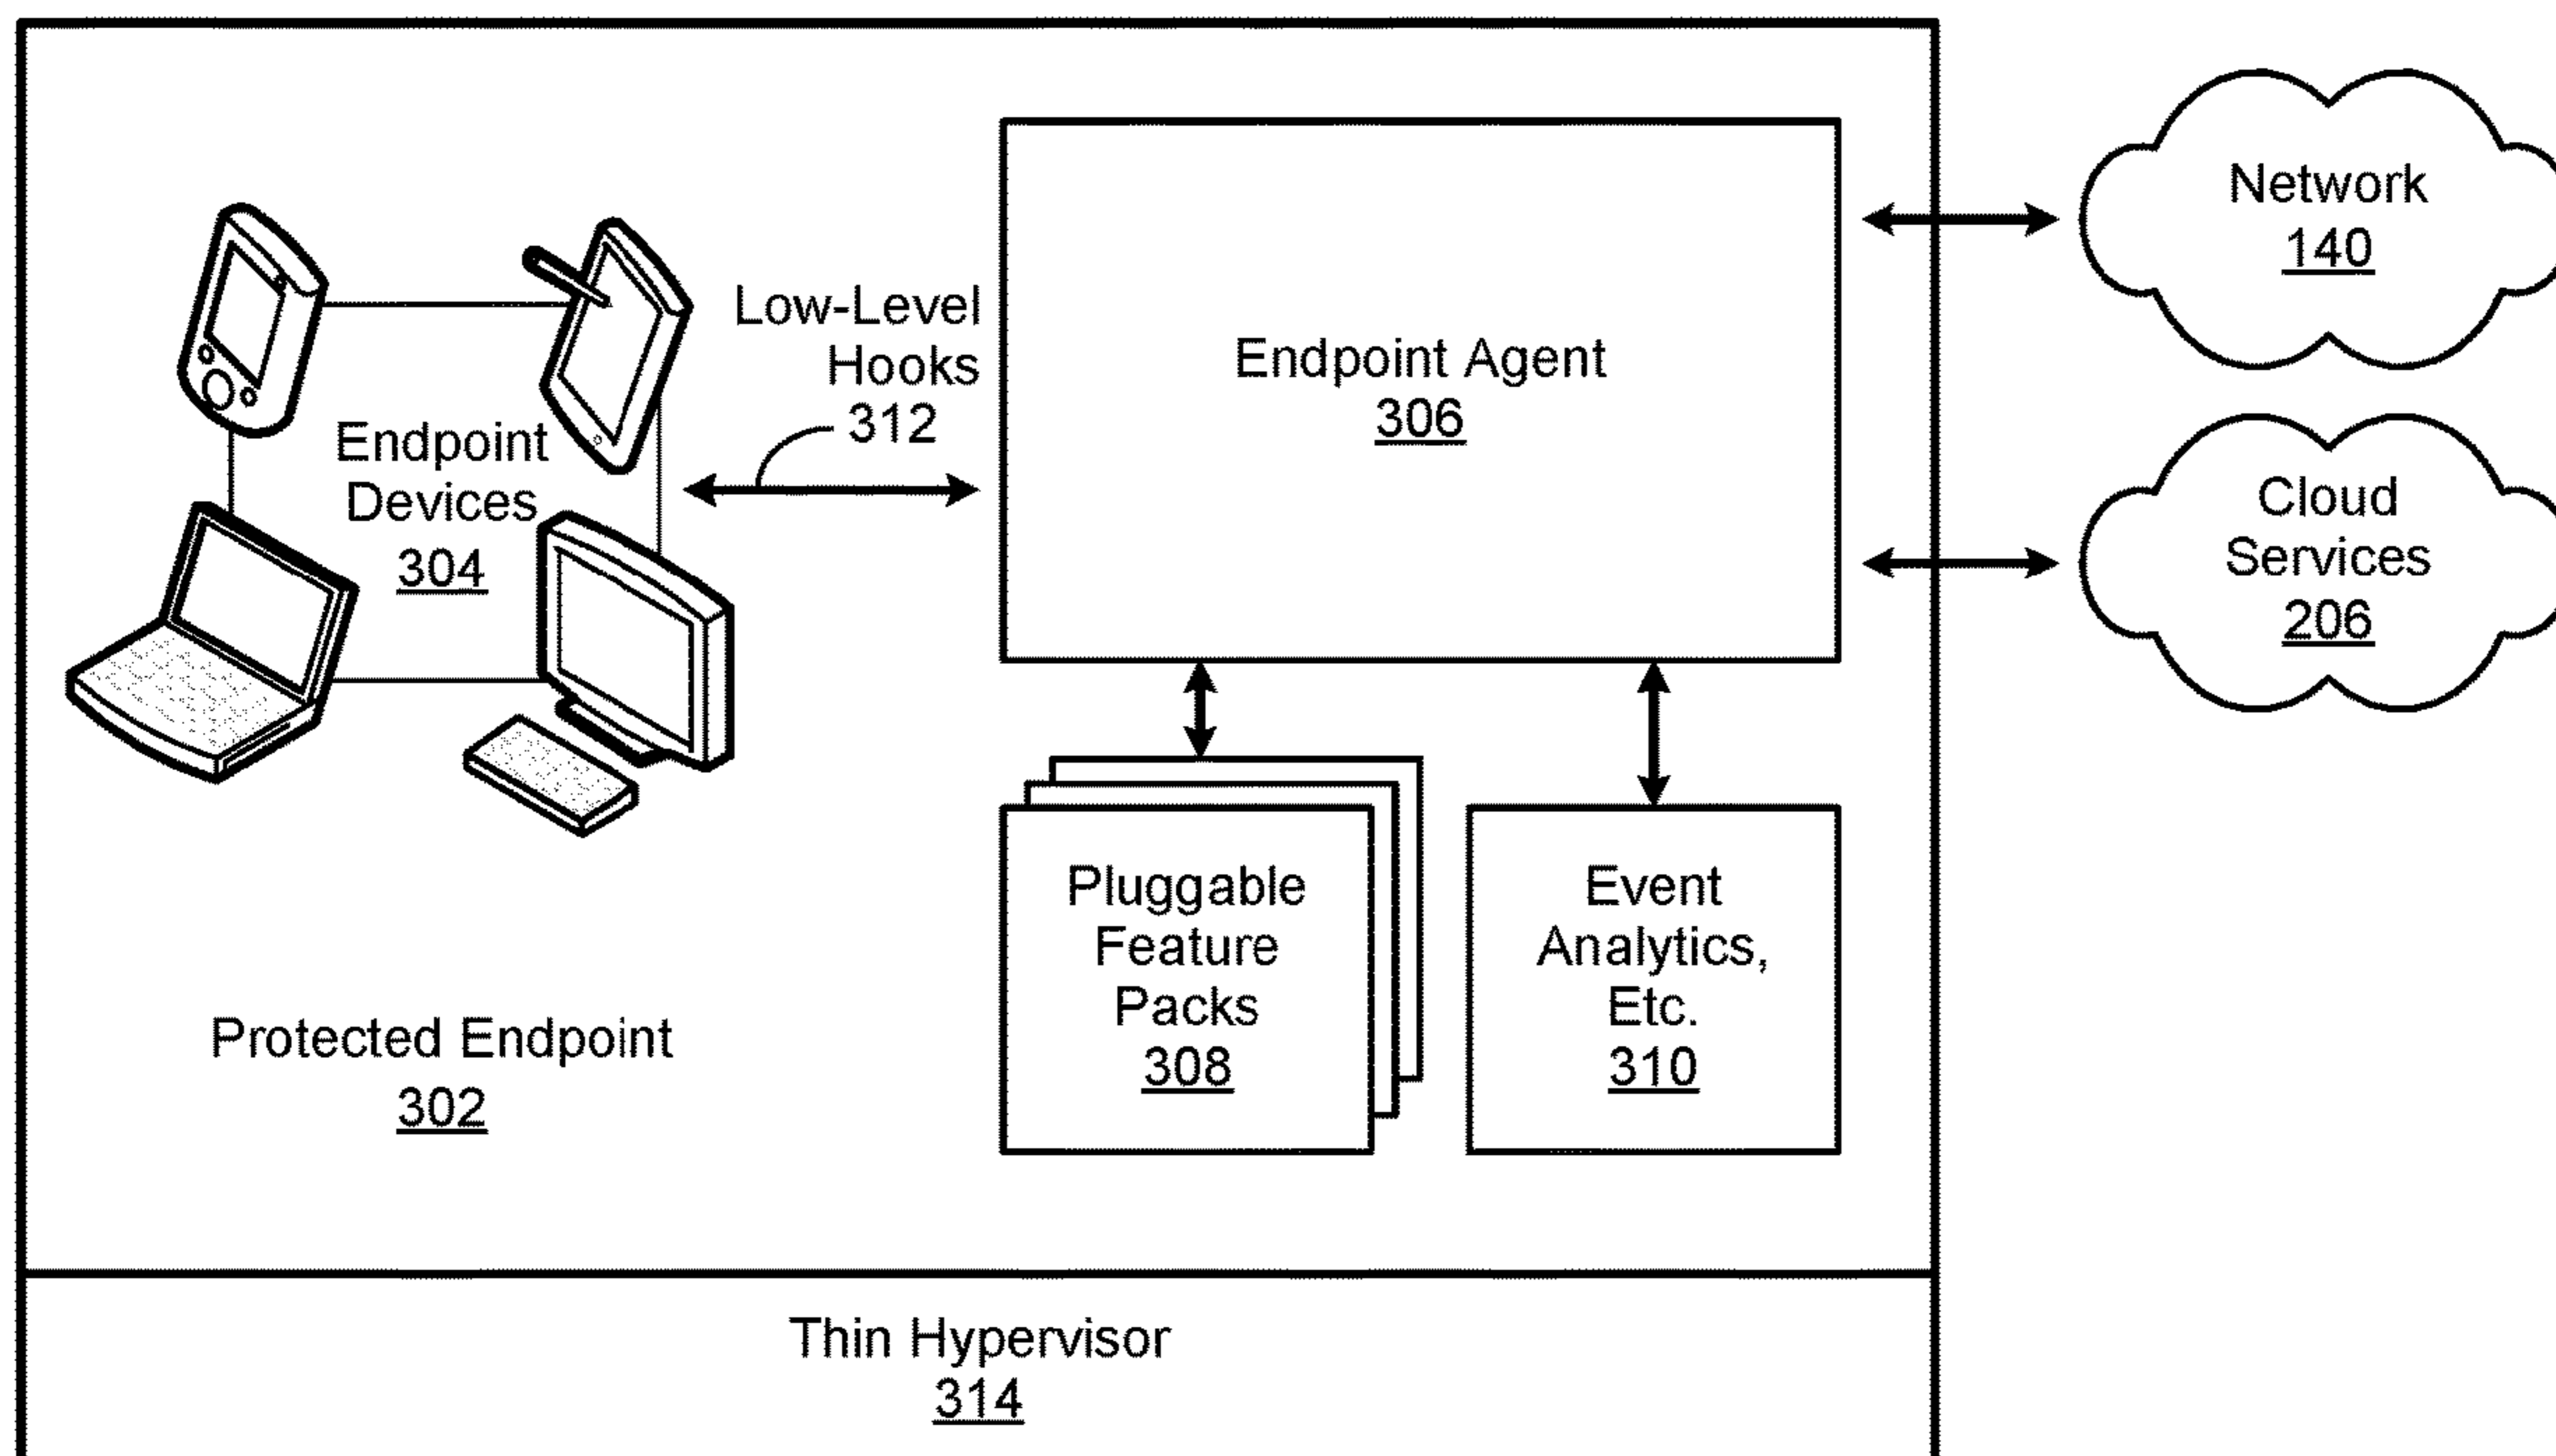 Network
140
Low-Level
Hooks
312
Endpoint Agent
306
Endpoint
Devices
304
Cloud
Services
206
Pluggable
Feature
Packs
308
Event
Analytics,
Etc.
310
Protected Endpoint
302
Thin Hypervisor
314